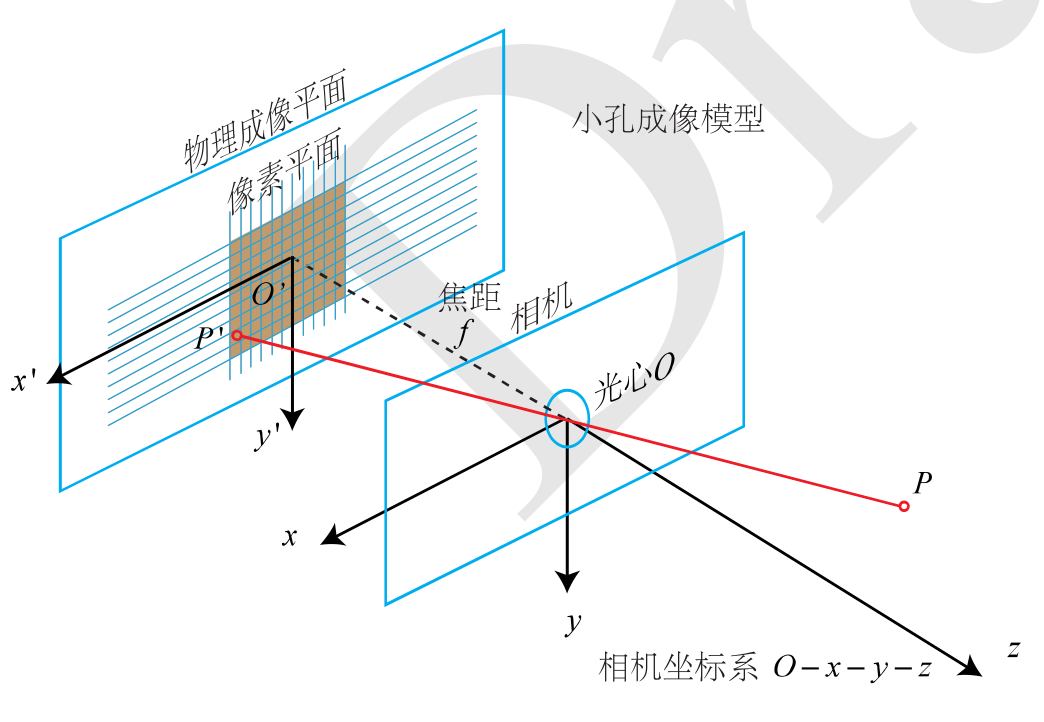 物理成像平面
小孔成像模型
像素平面
O'
焦距
f
相机
P'
x'
光心O
y'
P
x
y
z
相机坐标系 O－x－y－z